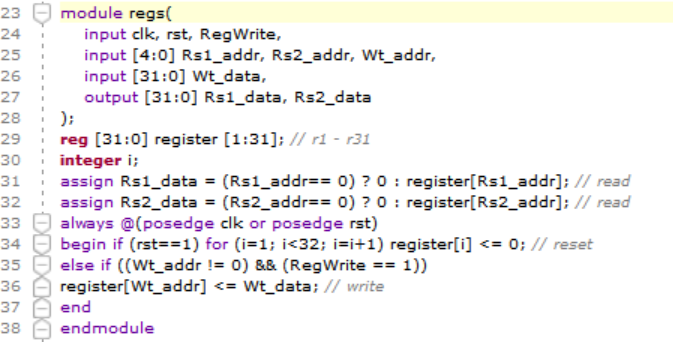 23 module regs(
24 input clk, rst, RegWrite,
25 input [4:0] Rs1_addr, Rs2_addr, Wt_addr,
26 input [31:0] Wt_data,
27 output [31:0] Rs1_data, Rs2_data
28 );
29 reg [31:0] register [1:31]; // r1 - r31
30 integer i;
31 assign Rs1_data = (Rs1_addr== 0) ? 0 : register[Rs1_addr]; // read
32 assign Rs2_data = (Rs2_addr== 0) ? 0 : register[Rs2_addr]; // read
33 always @(posedge clk or posedge rst)
34 begin if (rst==1) for (i=1; i<32; i=i+1) register[i] <= 0; // reset
35 else if ((Wt_addr != 0) && (RegWrite == 1))
36 register[Wt_addr] <= Wt_data; // write
37 end
38 endmodule